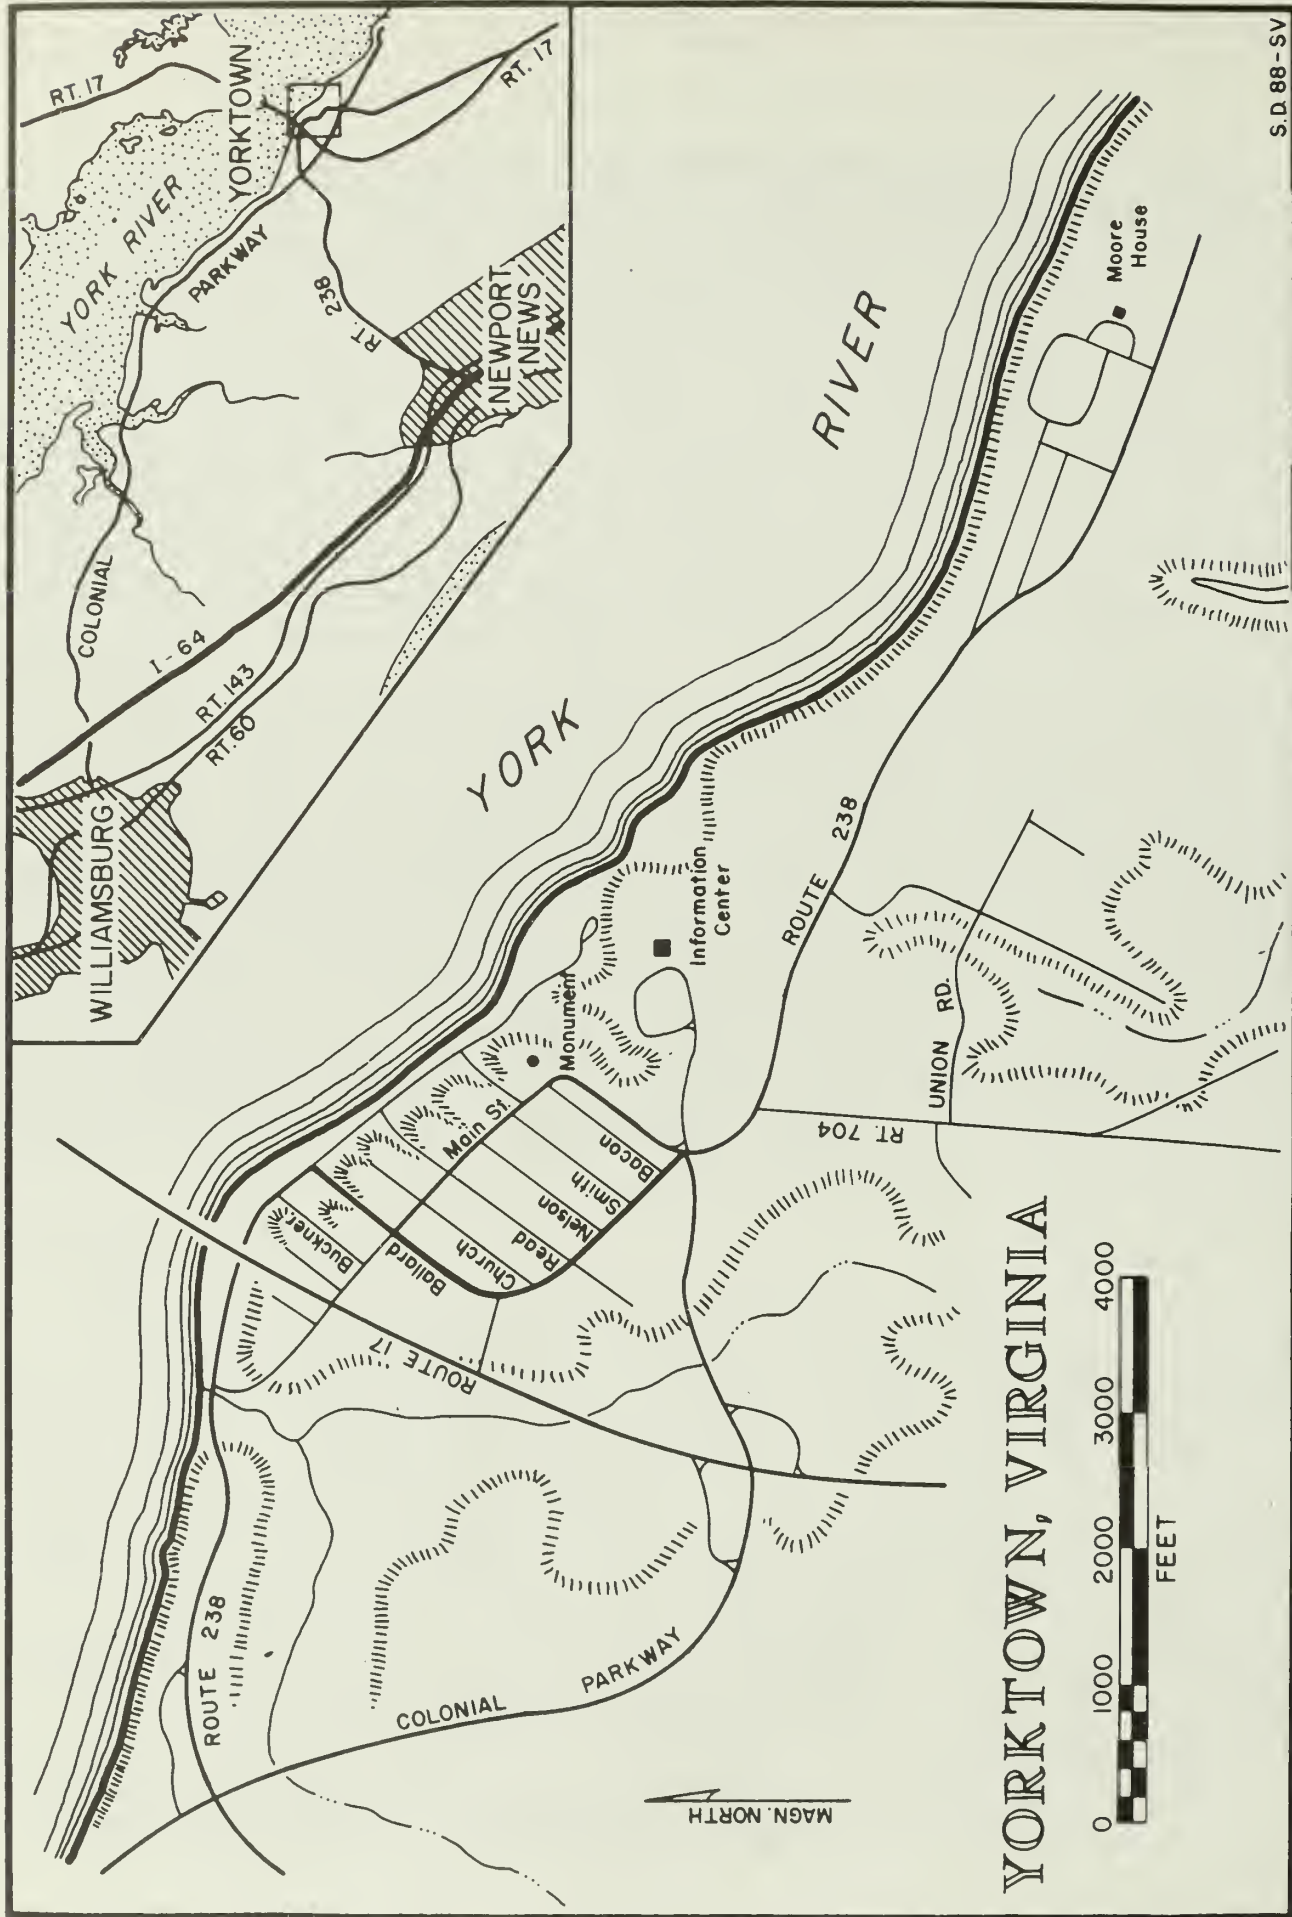 RT. 17
YORK RIVER
YORKTOWN
COLONIAL
PARKWAY
I-64
RT. 143
RT. 60
RT. 238
RT. 17
WILLIAMSBURG
NEWPORT
NEWS
YORK RIVER
ROUTE 238
COLONIAL PARKWAY
ROUTE 17
Buckner
Ballard
Church
Read
Nelson
Smith
Bacon
Main St.
Monument
Information
Center
ROUTE 238
RT. 704
UNION RD.
Moore
House
MAGN. NORTH
YORKTOWN, VIRGINIA
0 1000 2000 3000 4000
FEET
S.D. 88-SV